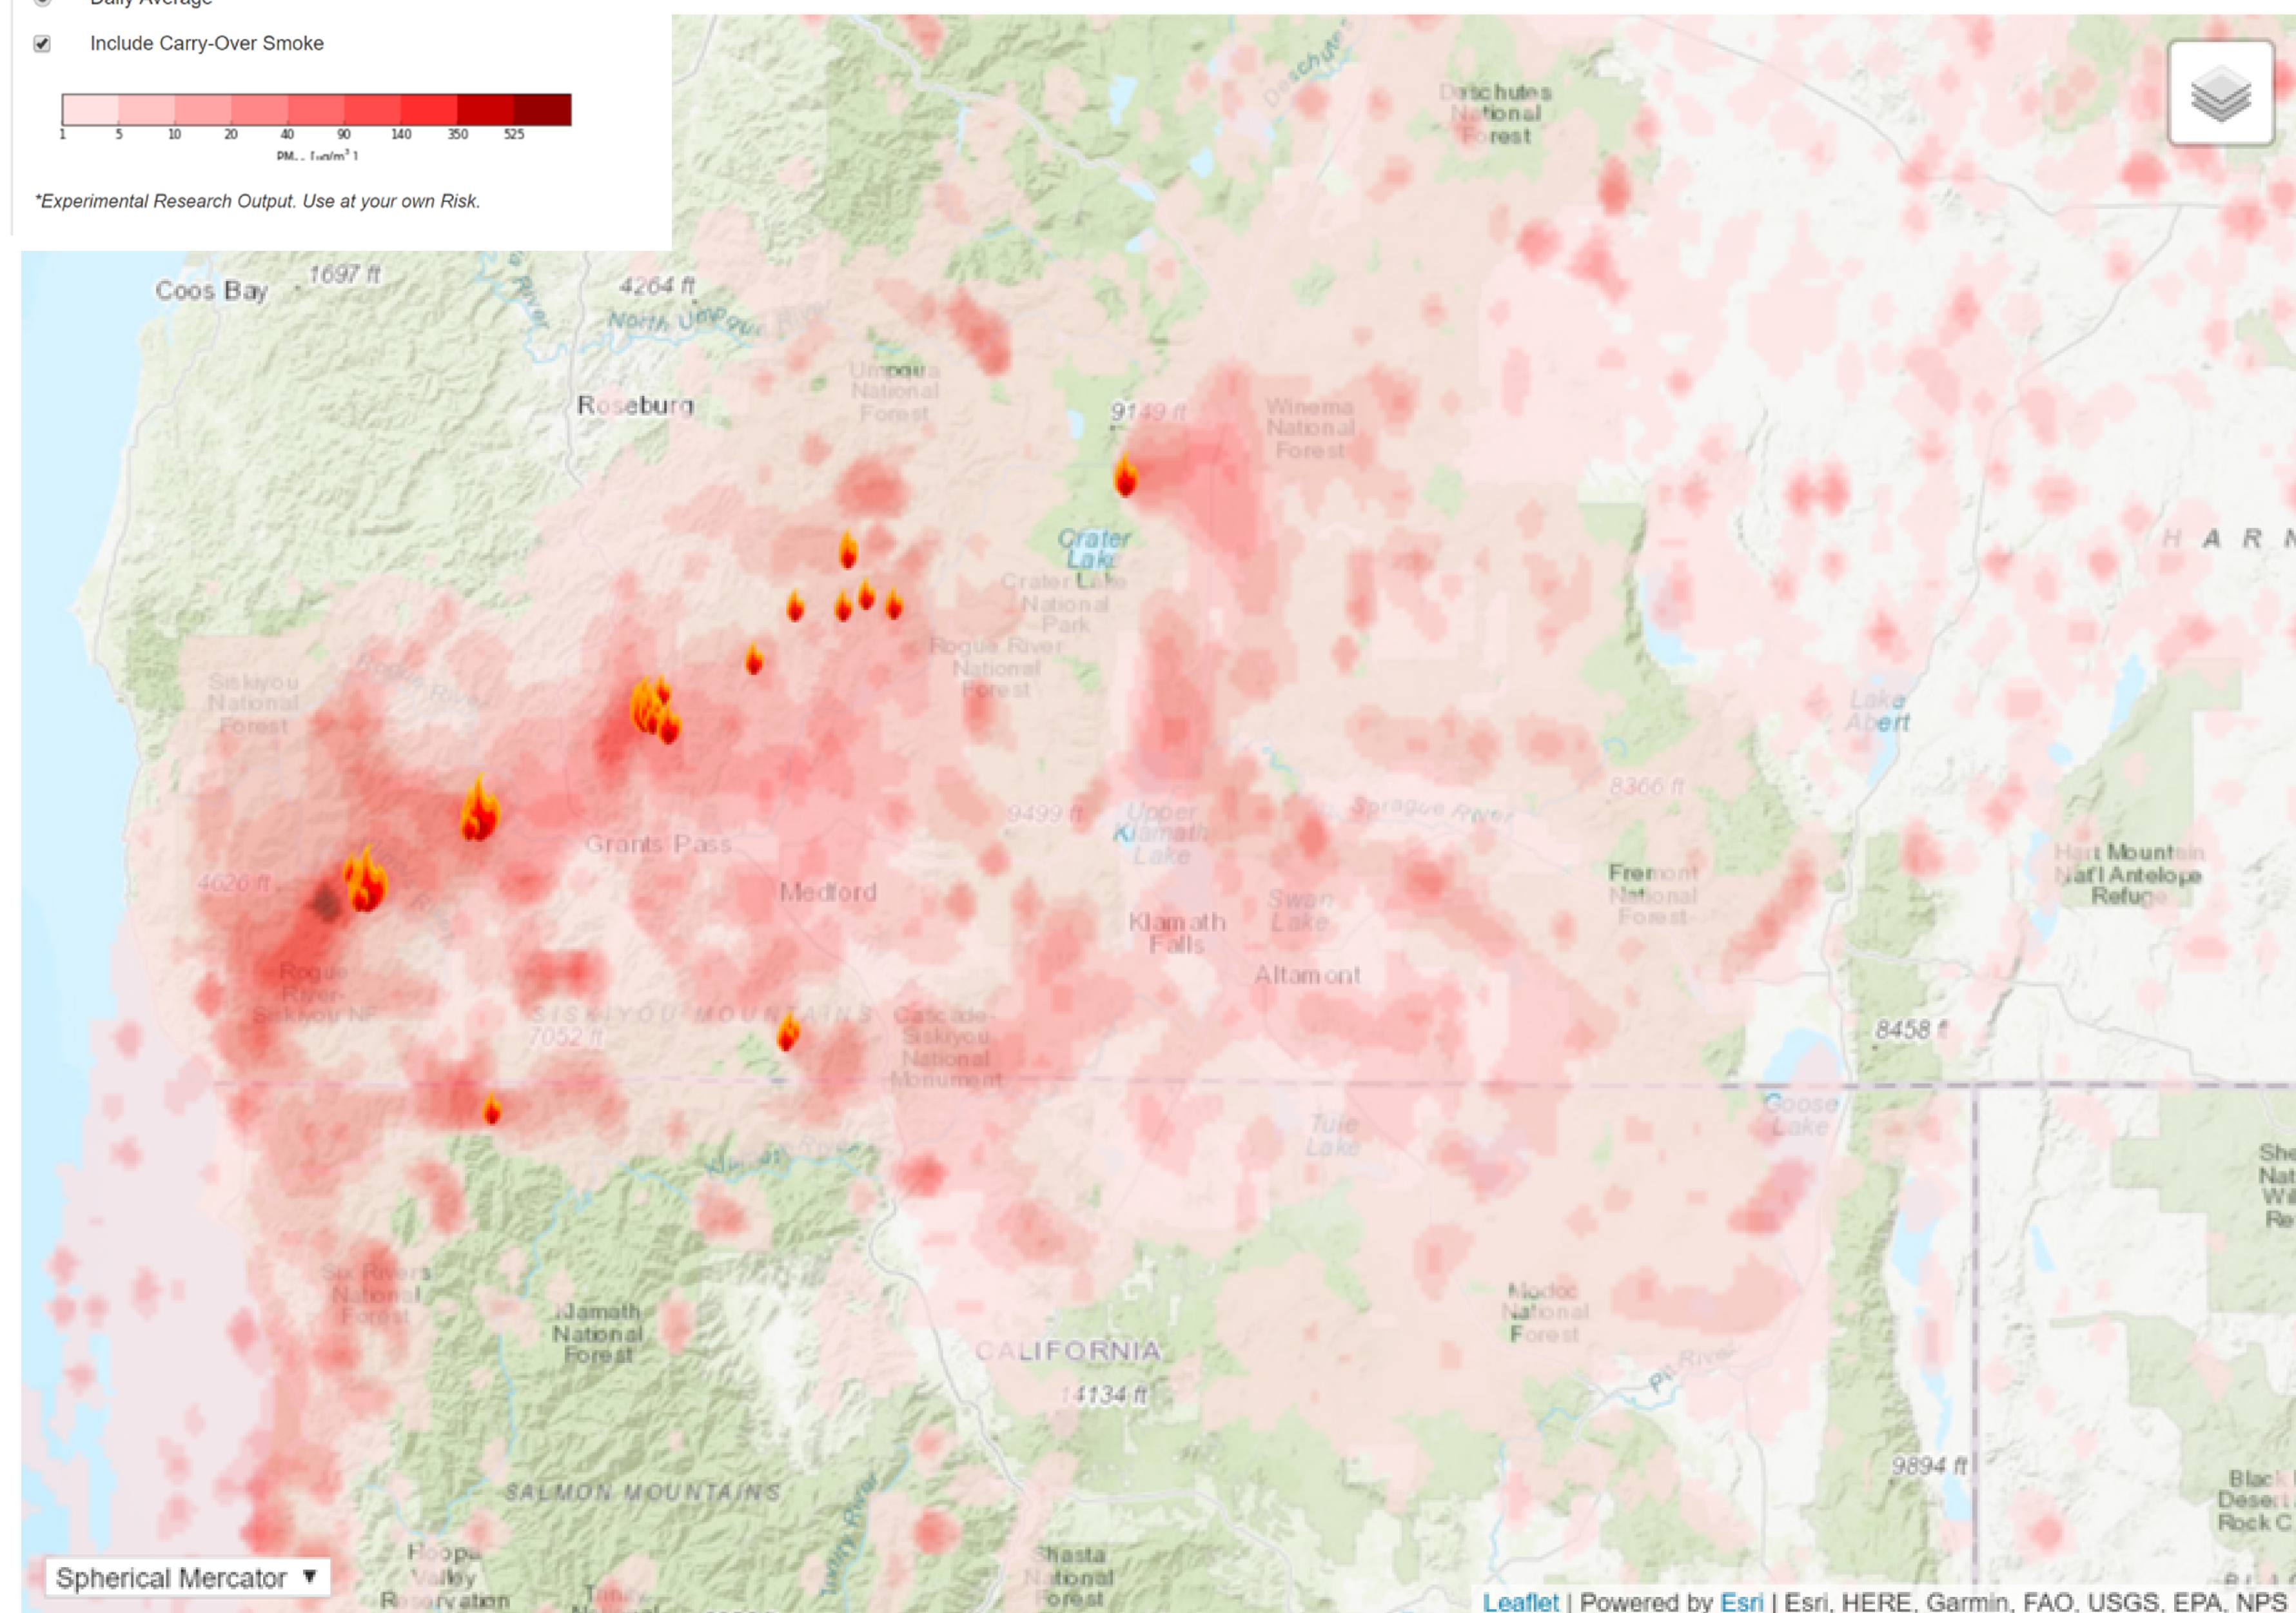 Daily Average
Include Carry-Over Smoke
1 5 10 20 40 90 140 350 525
*Experimental Research Output. Use at your own Risk.
Deschutes
National
Forest
Coos Bay
1697 ft
4264 ft
North Umpqua River
Roseburg
Umpqua
National
Forest
9149 ft
Winema
National
Forest
Crater
Lake
Crater Lake
National
Park
Rogue River
National
Forest
Siskiyou
National
Forest
Rogue River
Lake
Abert
8366 ft
Sprague River
9499 ft
Upper
Klamath
Lake
Grants Pass
4626 ft
Medford
Klamath
Falls
Swan
Lake
Altamont
Fremont
National
Forest
Hart Mountain
Nat'l Antelope
Refuge
Rogue
River-
Siskiyou NF
SISKIYOU MOUNTAINS
7052 ft
Cascade-
Siskiyou
National
Monument
8458 ft
Goose
Lake
Tule
Lake
Klamath River
Six Rivers
National
Forest
Klamath
National
Forest
Modoc
National
Forest
CALIFORNIA
14134 ft
Pit River
9894 ft
SALMON MOUNTAINS
Trinity River
Hoopa
Valley
Reservation
Shasta
National
Forest
Spherical Mercator ▼
Leaflet | Powered by Esri | Esri, HERE, Garmin, FAO, USGS, EPA, NPS